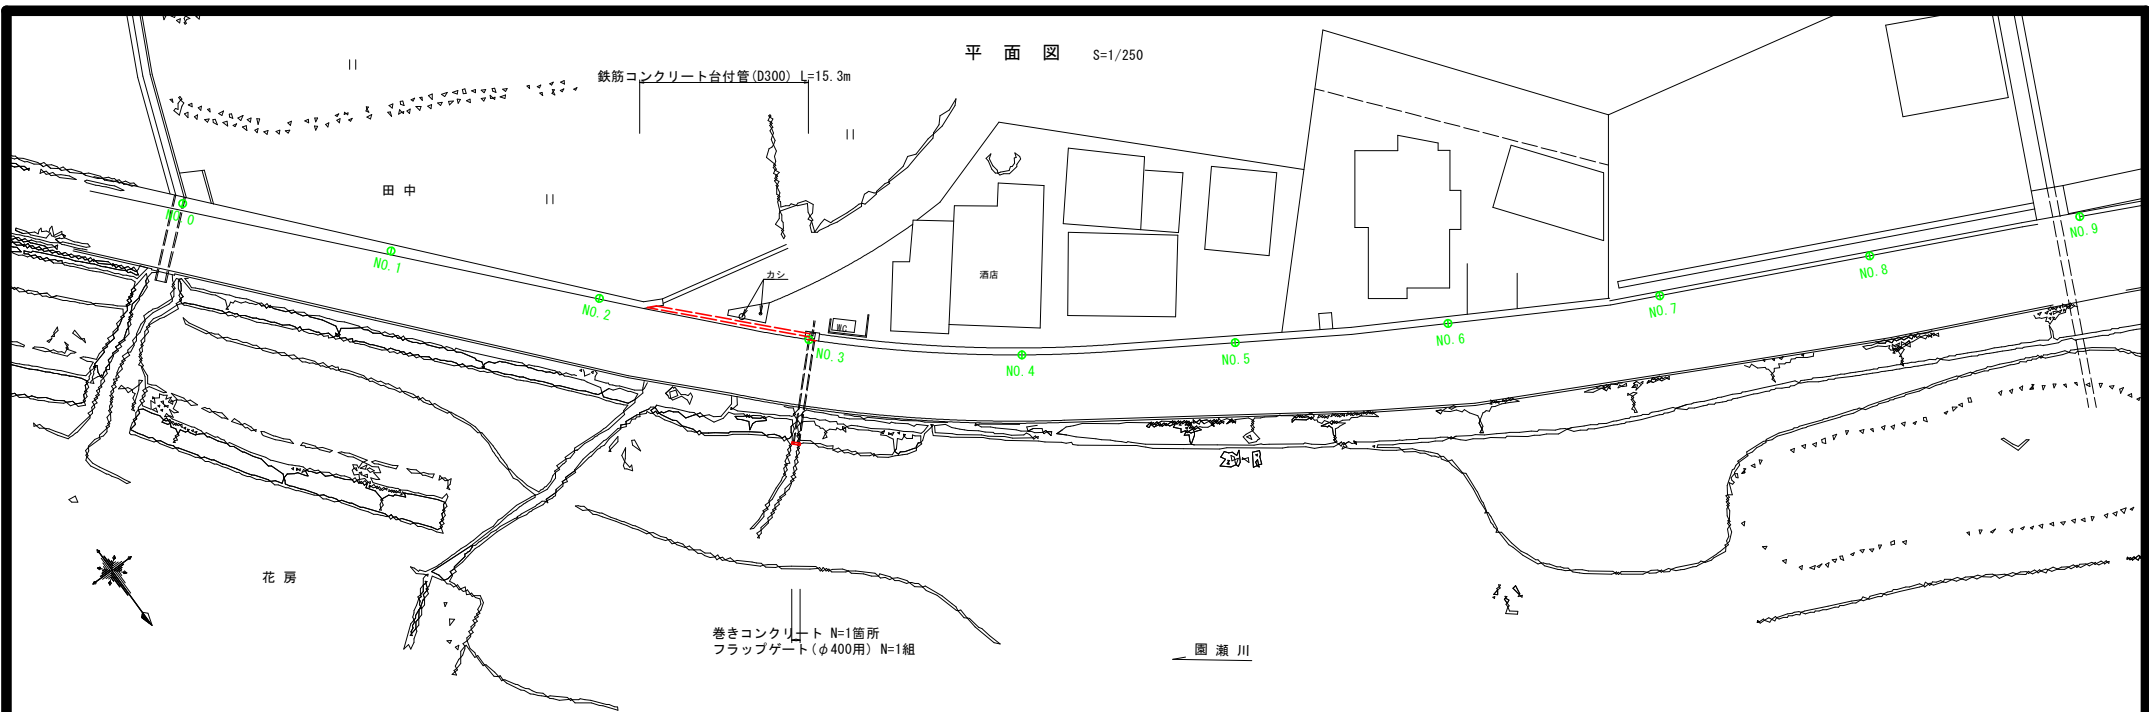 平 面 図 S=1/250
鉄筋コンクリート台付管(D300) L=15.3m
田 中
NO.0
NO.1
NO.2
カシ
WC
NO.3
酒店
NO.4
NO.5
NO.6
NO.7
NO.8
NO.9
花 房
巻きコンクリート N=1箇所
フラップゲート(φ400用) N=1組
園 瀬 川